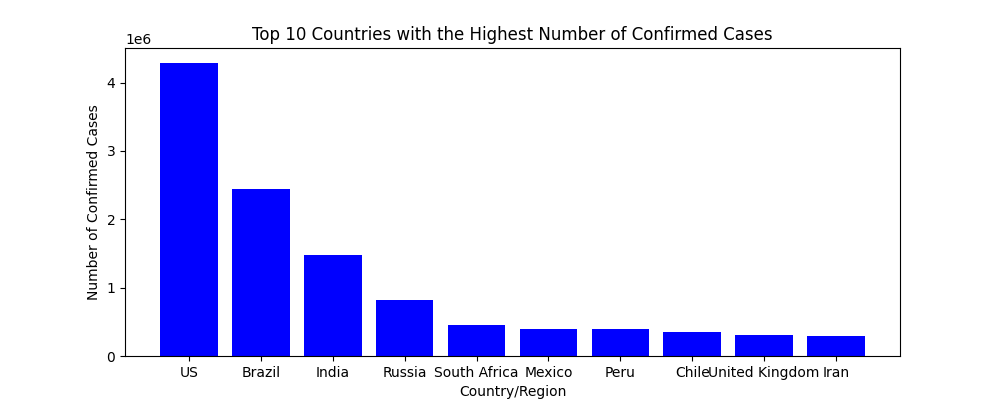 Top 10 Countries with the Highest Number of Confirmed Cases
1e6
Number of Confirmed Cases
4
3
2
1
0
US Brazil India Russia South Africa Mexico Peru Chile United Kingdom Iran
Country/Region